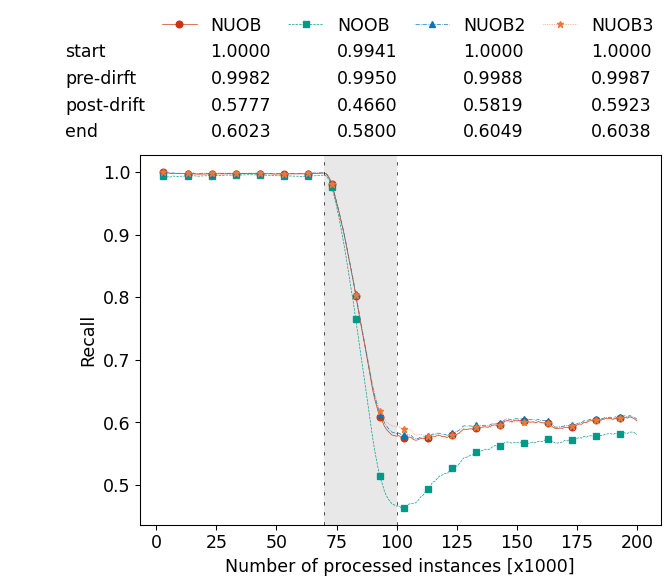 NUOB NOOB NUOB2 NUOB3
start 1.0000 0.9941 1.0000 1.0000
pre-dirft 0.9982 0.9950 0.9988 0.9987
post-drift 0.5777 0.4660 0.5819 0.5923
end 0.6023 0.5800 0.6049 0.6038
1.0
0.9
0.8
0.7
0.6
0.5
Recall
0 25 50 75 100 125 150 175 200
Number of processed instances [x1000]